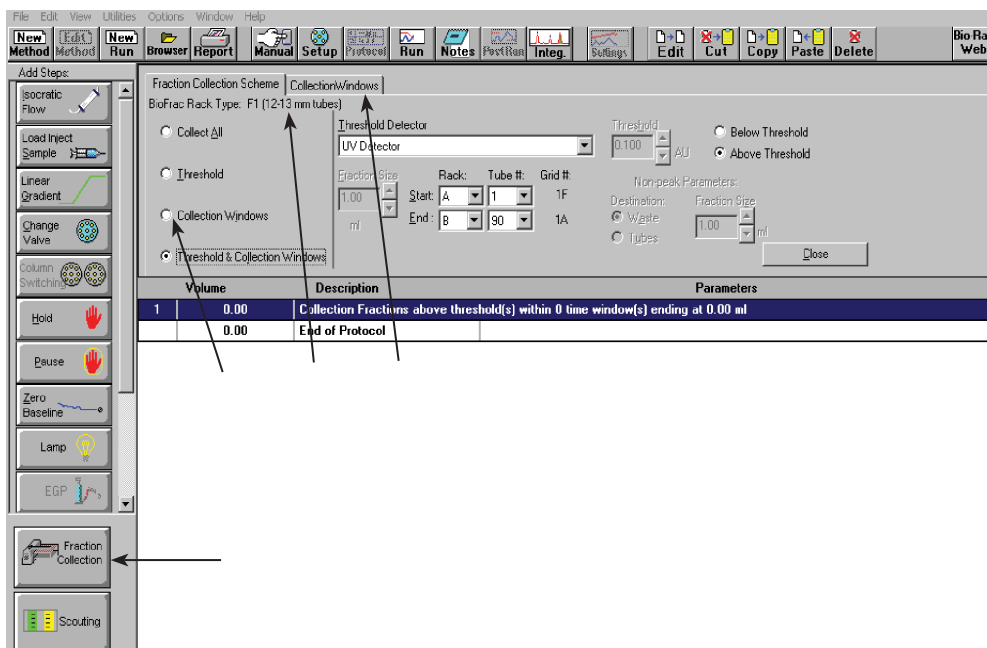 File Edit View Utilities Options Window Help
New Method
Edit Method
New Run
Browser
Report
Manual
Setup
Protocol
Run
Notes
PostRun
Integ.
Settings
Edit
Cut
Copy
Paste
Delete
Bio Ra
Web
Add Steps:
Isocratic Flow
Load Inject Sample
Linear Gradient
Change Valve
Column Switching
Hold
Pause
Zero Baseline
Lamp
EGP
Fraction Collection
Scouting
Fraction Collection Scheme
CollectionWindows
BioFrac Rack Type: F1 (12-13 mm tubes)
Collect All
Threshold
Collection Windows
Threshold & Collection Windows
Threshold Detector
UV Detector
Threshold
0.100 AU
Below Threshold
Above Threshold
Fraction Size
1.00
ml
Rack: Tube #: Grid #:
Start: A 1 1F
End: B 90 1A
Non-peak Parameters:
Destination: Fraction Size
Waste
Tubes
1.00 ml
Close
Volume Description Parameters
1 0.00 Collection Fractions above threshold(s) within 0 time window(s) ending at 0.00 ml
0.00 End of Protocol